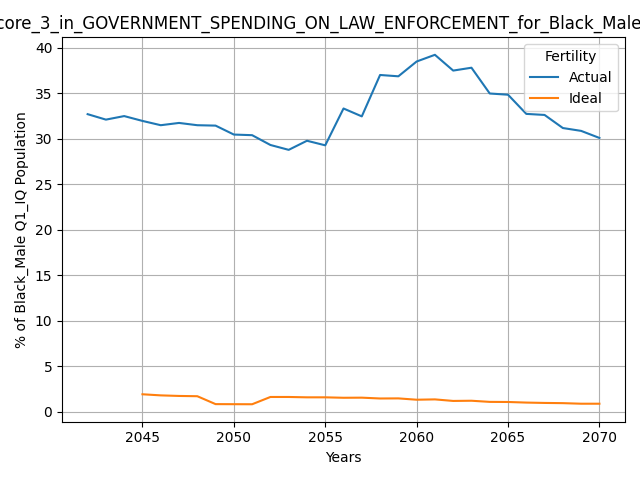 core_3_in_GOVERNMENT_SPENDING_ON_LAW_ENFORCEMENT_for_Black_Male
40
35
30
25
20
15
10
5
0
% of Black_Male Q1_IQ Population
Fertility
Actual
Ideal
2045 2050 2055 2060 2065 2070
Years